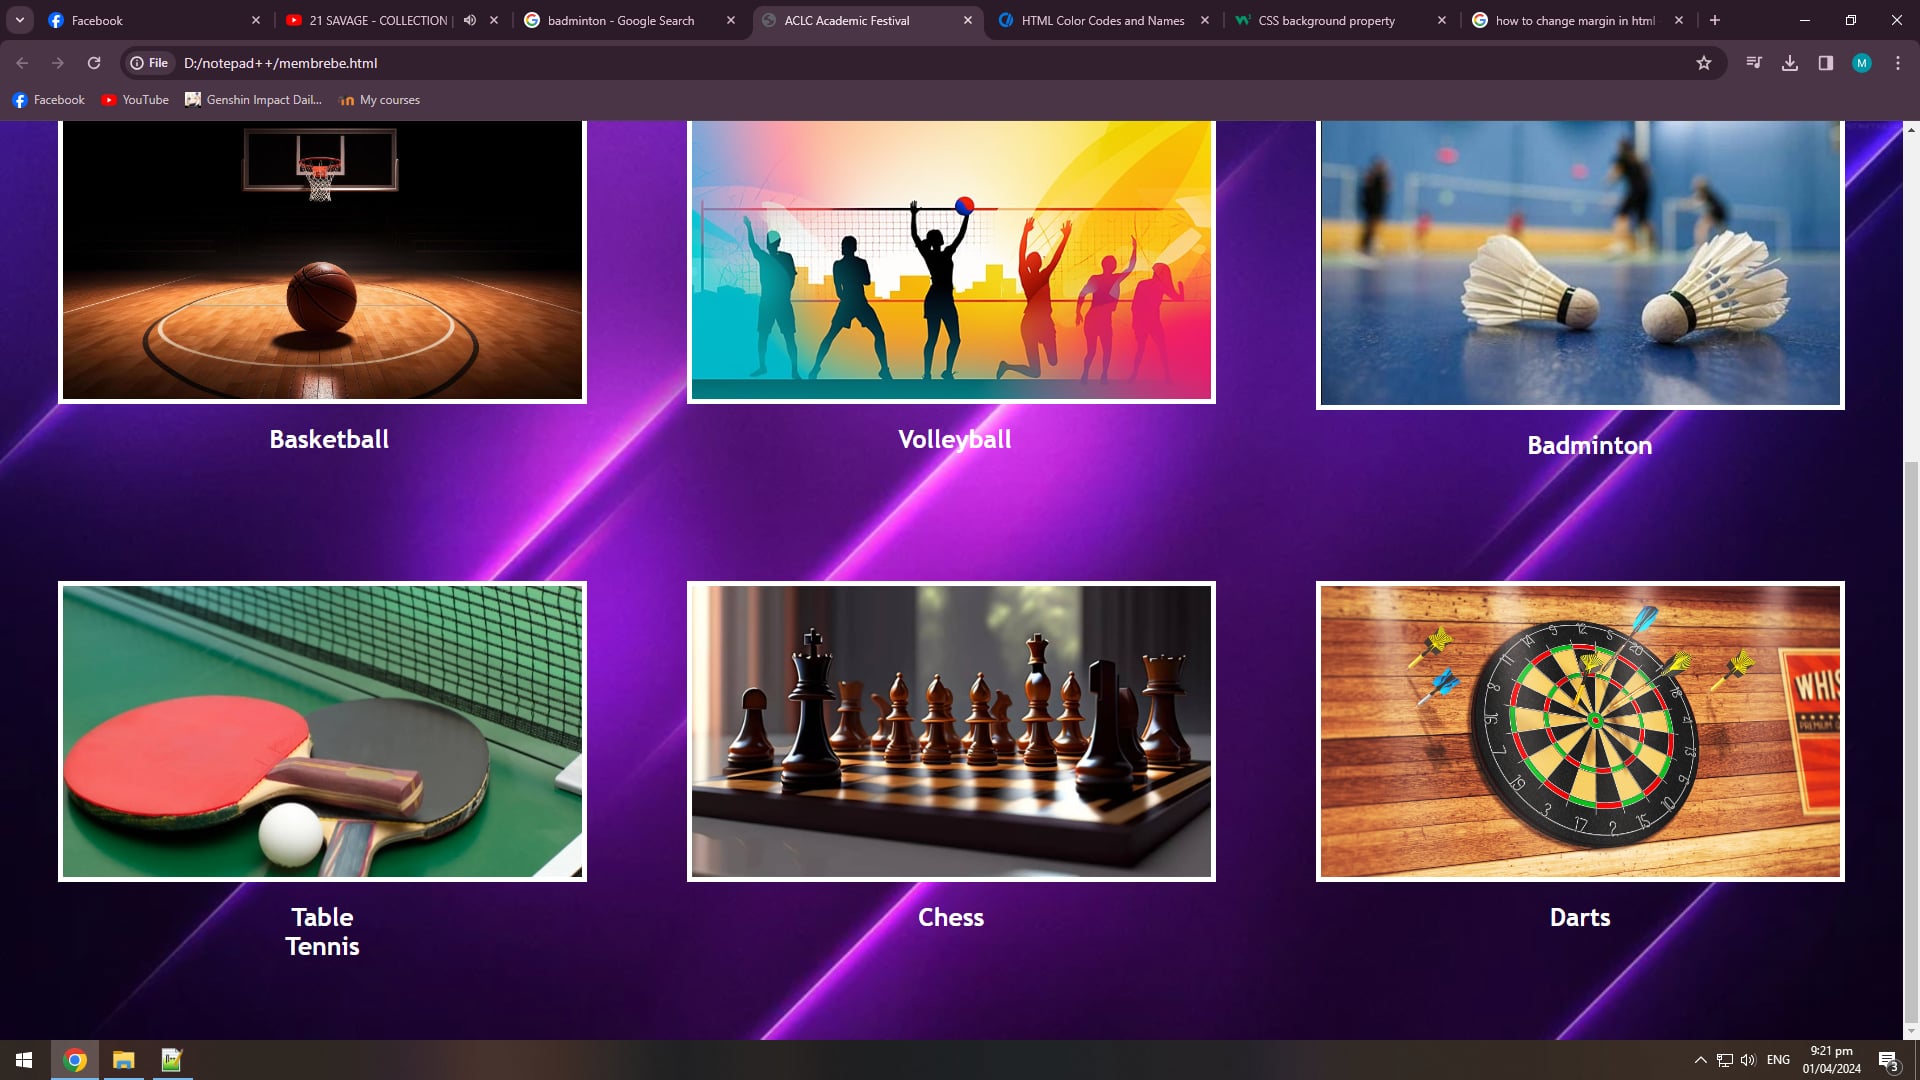 Facebook
21 SAVAGE - COLLECTION |
badminton - Google Search
ACLC Academic Festival
HTML Color Codes and Names
CSS background property
how to change margin in html
File
D:/notepad++/membrebe.html
M
Facebook
YouTube
Genshin Impact Dail...
My courses
Basketball
Volleyball
Badminton
Table
Tennis
Chess
Darts
ENG
9:21 pm
01/04/2024
3